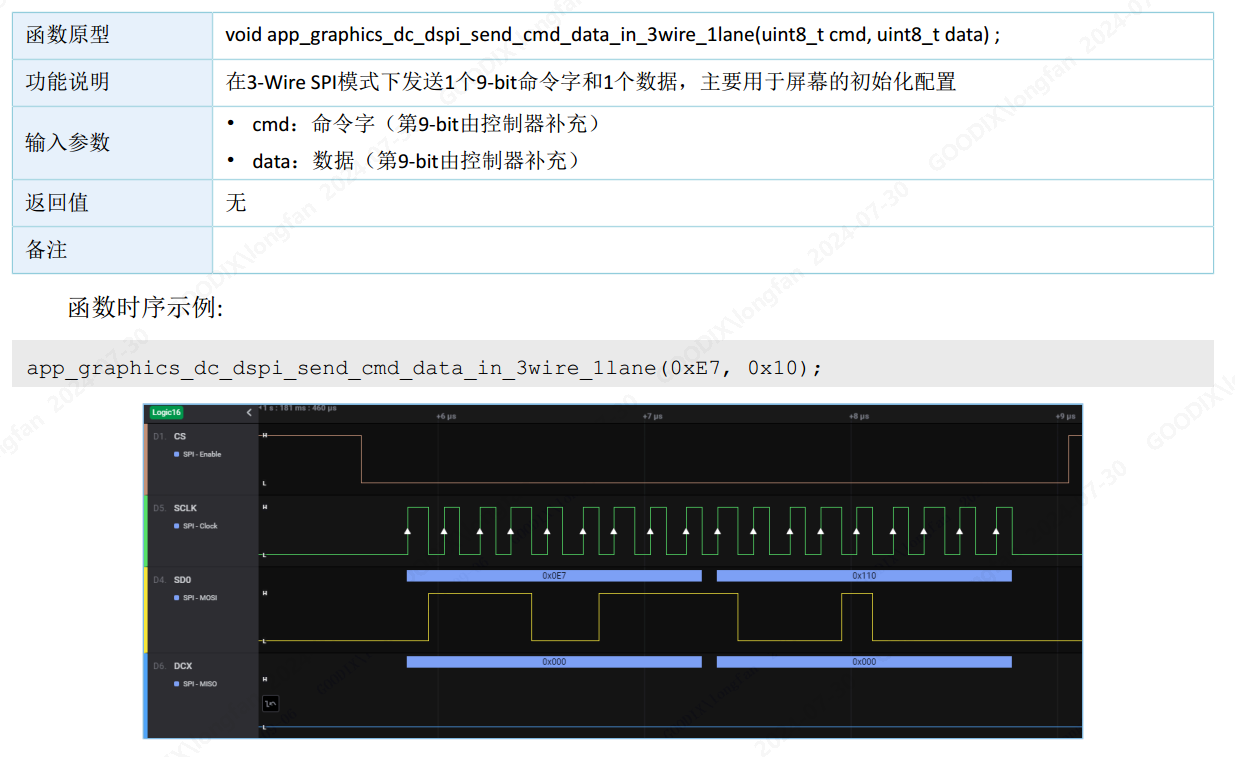 函数原型 void app_graphics_dc_dspi_send_cmd_data_in_3wire_1lane(uint8_t cmd, uint8_t data) ;
功能说明 在3-Wire SPI模式下发送1个9-bit命令字和1个数据，主要用于屏幕的初始化配置
输入参数
• cmd：命令字（第9-bit由控制器补充）
• data：数据（第9-bit由控制器补充）
返回值 无
备注
函数时序示例:
app_graphics_dc_dspi_send_cmd_data_in_3wire_1lane(0xE7, 0x10);
Logic16 < 1 s : 181 ms : 460 µs
+6 µs +7 µs +8 µs +9 µs
D1. CS H
SPI - Enable
L
D5. SCLK H
SPI - Clock
L
D4. SD0 0x0E7 0x110
SPI - MOSI H
L
D6. DCX 0x000 0x000
SPI - MISO H
L
GOODIX\longfan 2024-07-30